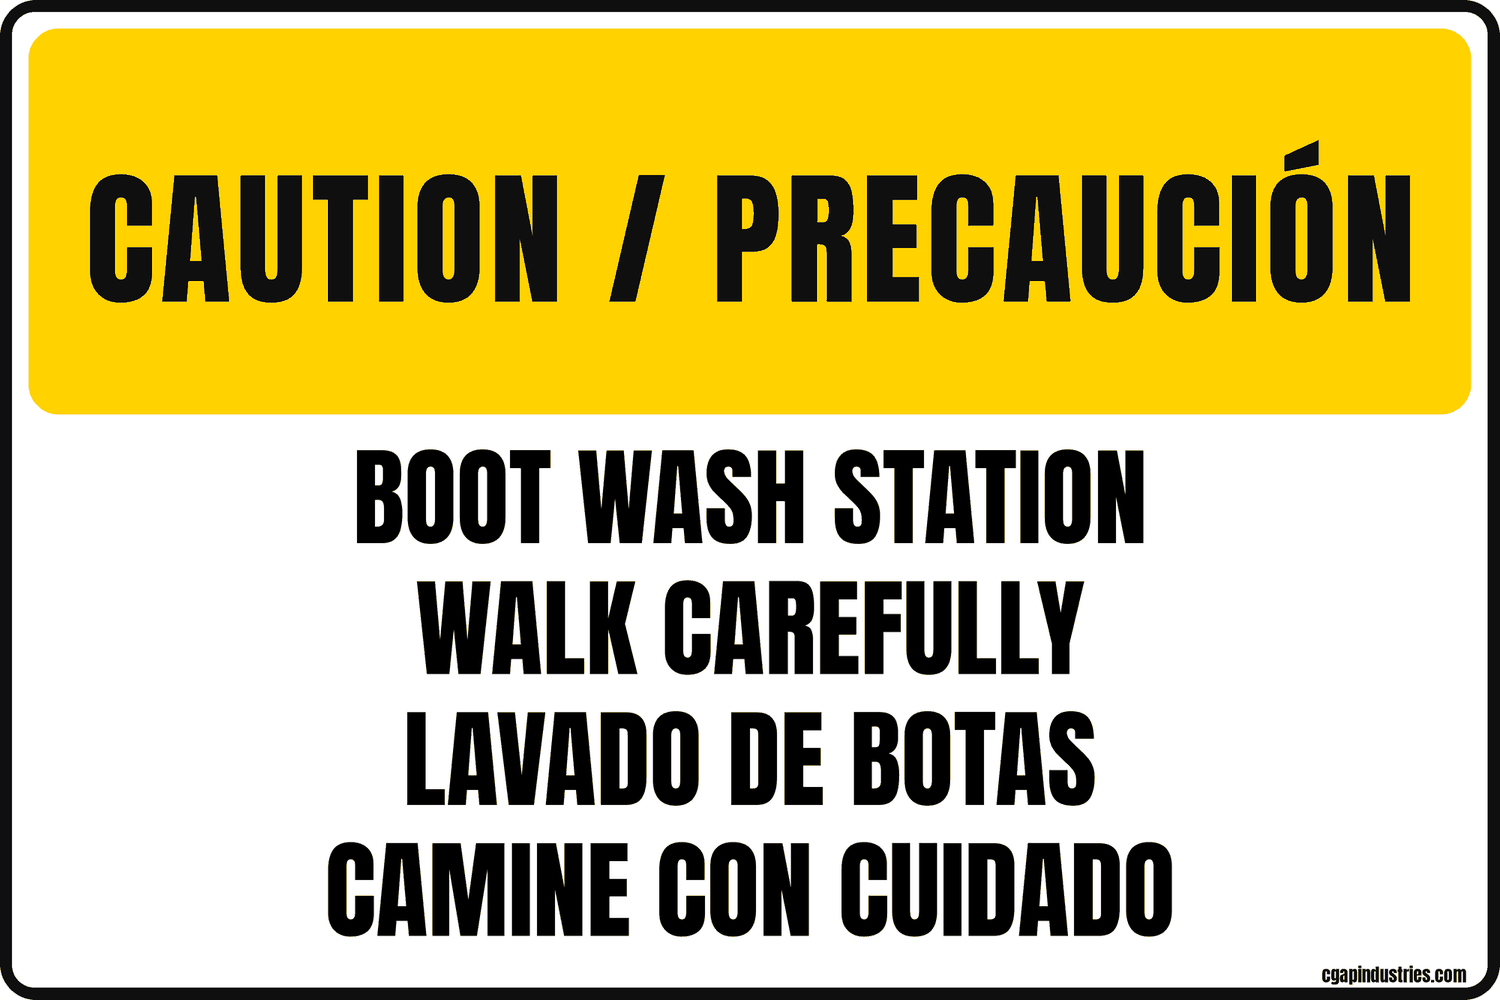 CAUTION / PRECAUCIÓN
BOOT WASH STATION
WALK CAREFULLY
LAVADO DE BOTAS
CAMINE CON CUIDADO
cgapindustries.com